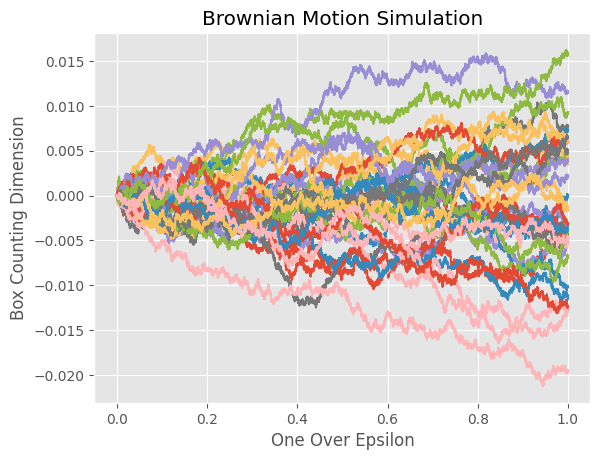 Brownian Motion Simulation
0.015
0.010
0.005
0.000
−0.005
−0.010
−0.015
−0.020
Box Counting Dimension
0.0 0.2 0.4 0.6 0.8 1.0
One Over Epsilon